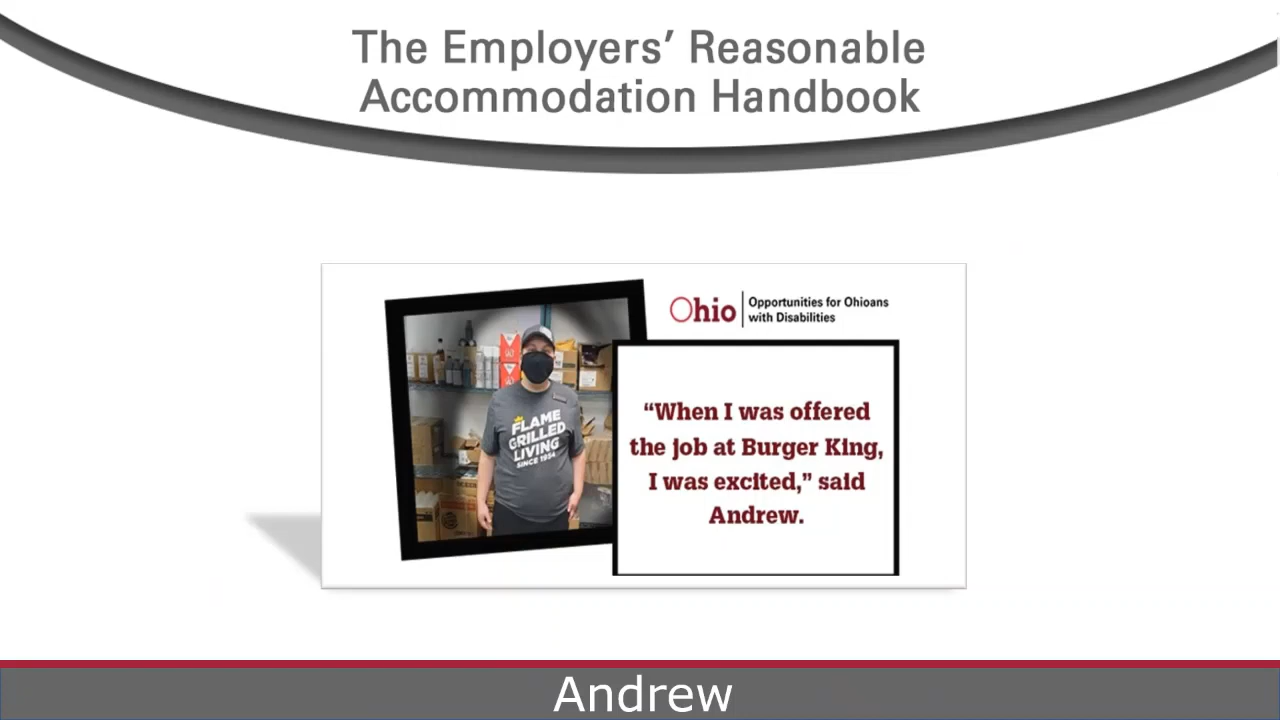 The Employers’ Reasonable
Accommodation Handbook
Ohio
Opportunities for Ohioans
with Disabilities
FLAME
GRILLED
LIVING
SINCE 1954
“When I was offered
the job at Burger King,
I was excited,” said
Andrew.
Andrew